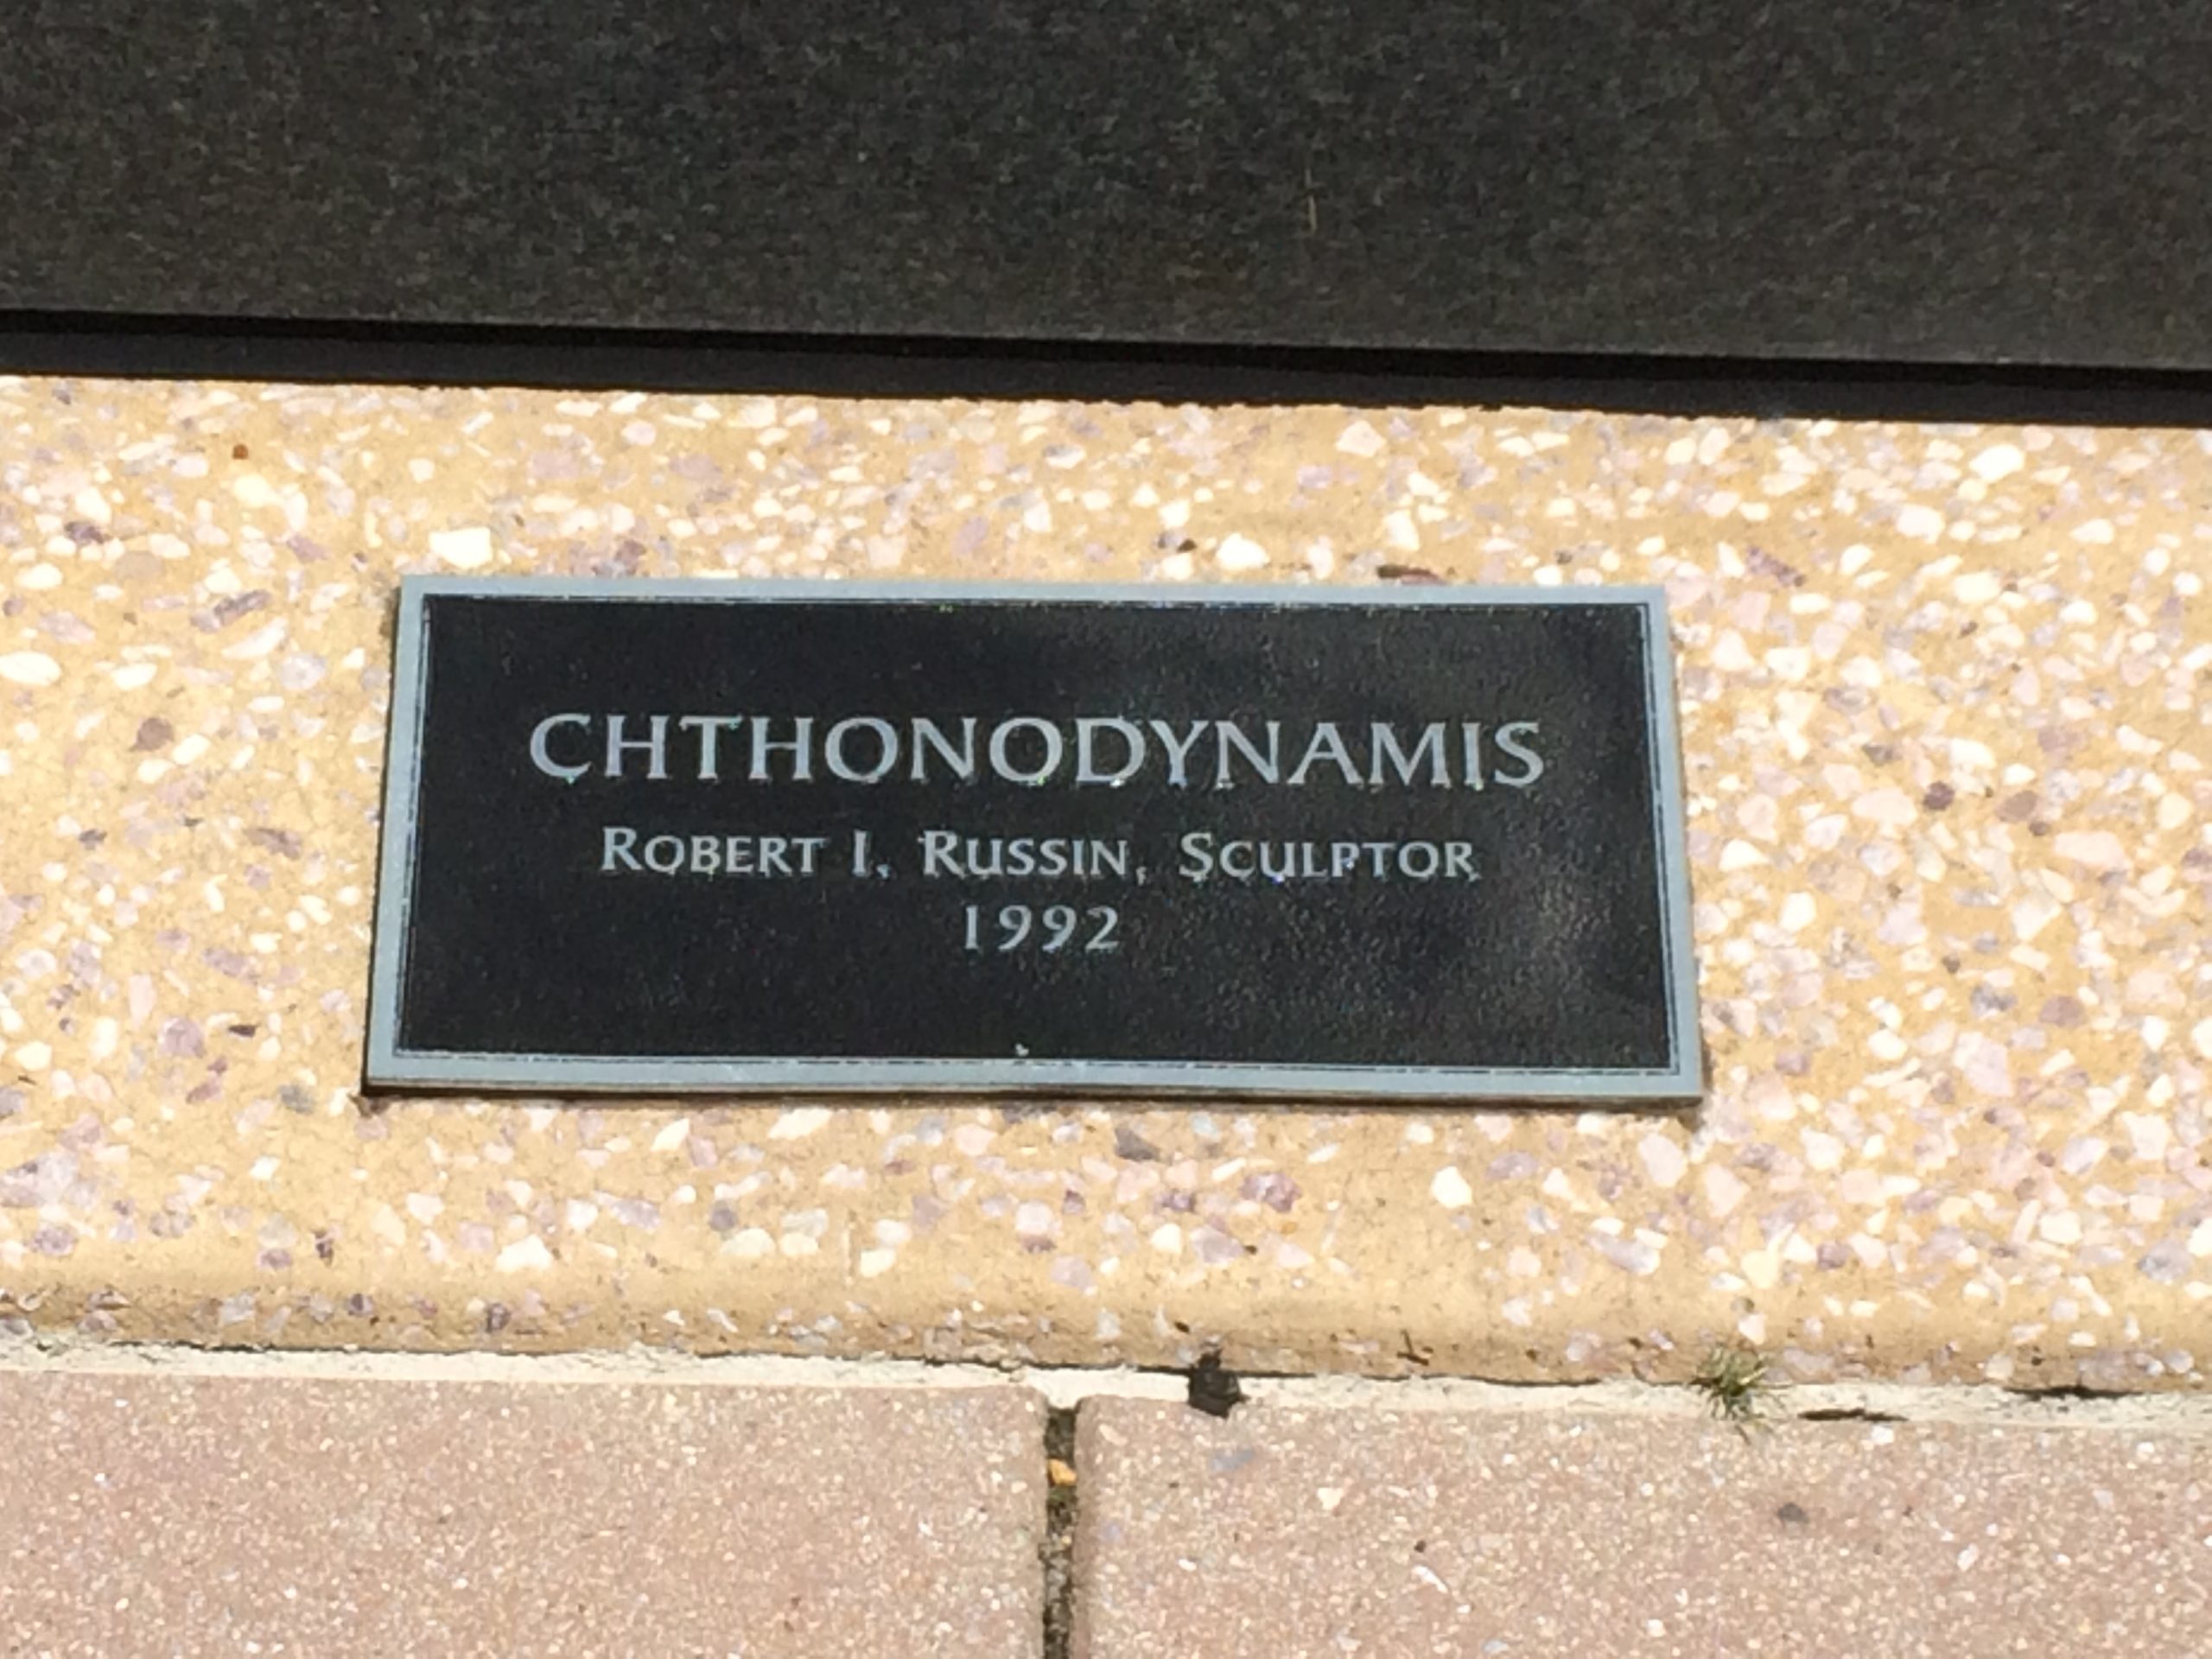 CHTHONODYNAMIS
ROBERT I. RUSSIN, SCULPTOR
1992